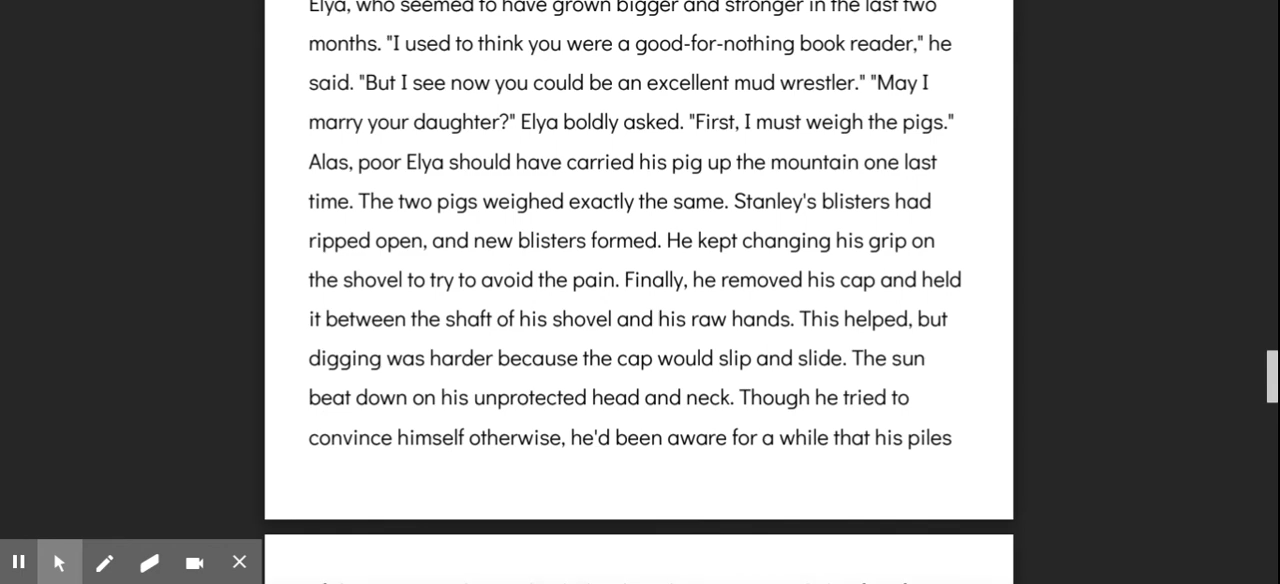 Elya, who seemed to have grown bigger and stronger in the last two
months. "I used to think you were a good-for-nothing book reader," he
said. "But I see now you could be an excellent mud wrestler." "May I
marry your daughter?" Elya boldly asked. "First, I must weigh the pigs."
Alas, poor Elya should have carried his pig up the mountain one last
time. The two pigs weighed exactly the same. Stanley's blisters had
ripped open, and new blisters formed. He kept changing his grip on
the shovel to try to avoid the pain. Finally, he removed his cap and held
it between the shaft of his shovel and his raw hands. This helped, but
digging was harder because the cap would slip and slide. The sun
beat down on his unprotected head and neck. Though he tried to
convince himself otherwise, he'd been aware for a while that his piles